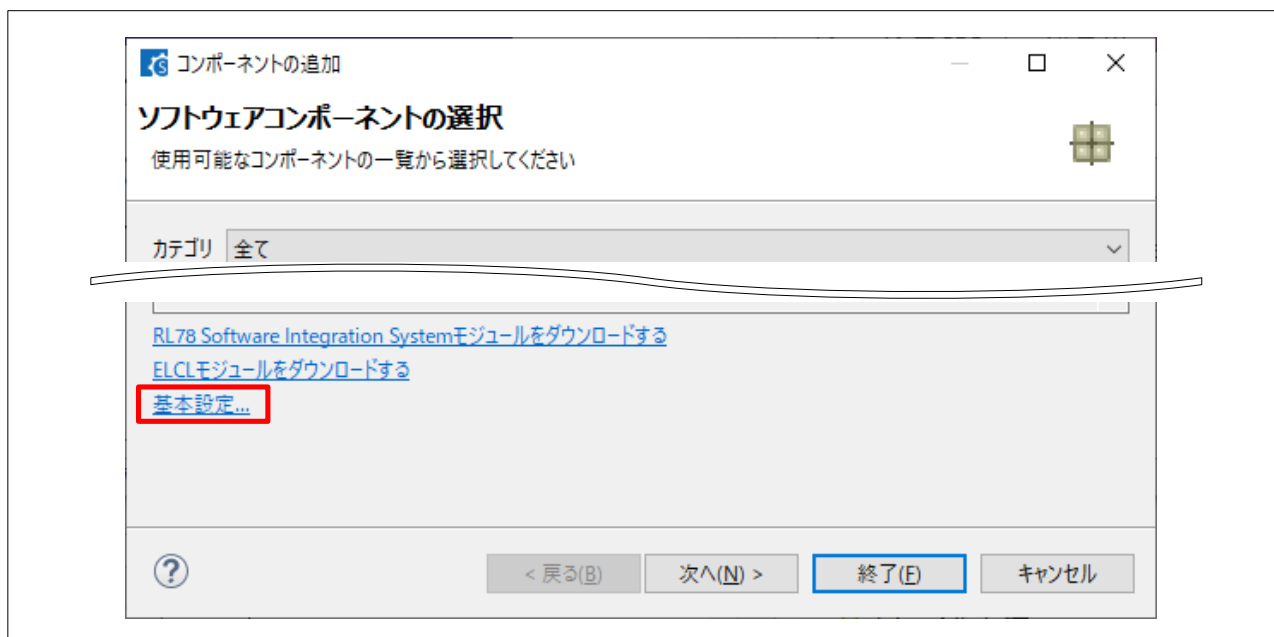 コンポーネントの追加
ソフトウェアコンポーネントの選択
使用可能なコンポーネントの一覧から選択してください
カテゴリ 全て
RL78 Software Integration Systemモジュールをダウンロードする
ELCLモジュールをダウンロードする
基本設定...
< 戻る(B) 次へ(N) > 終了(F) キャンセル